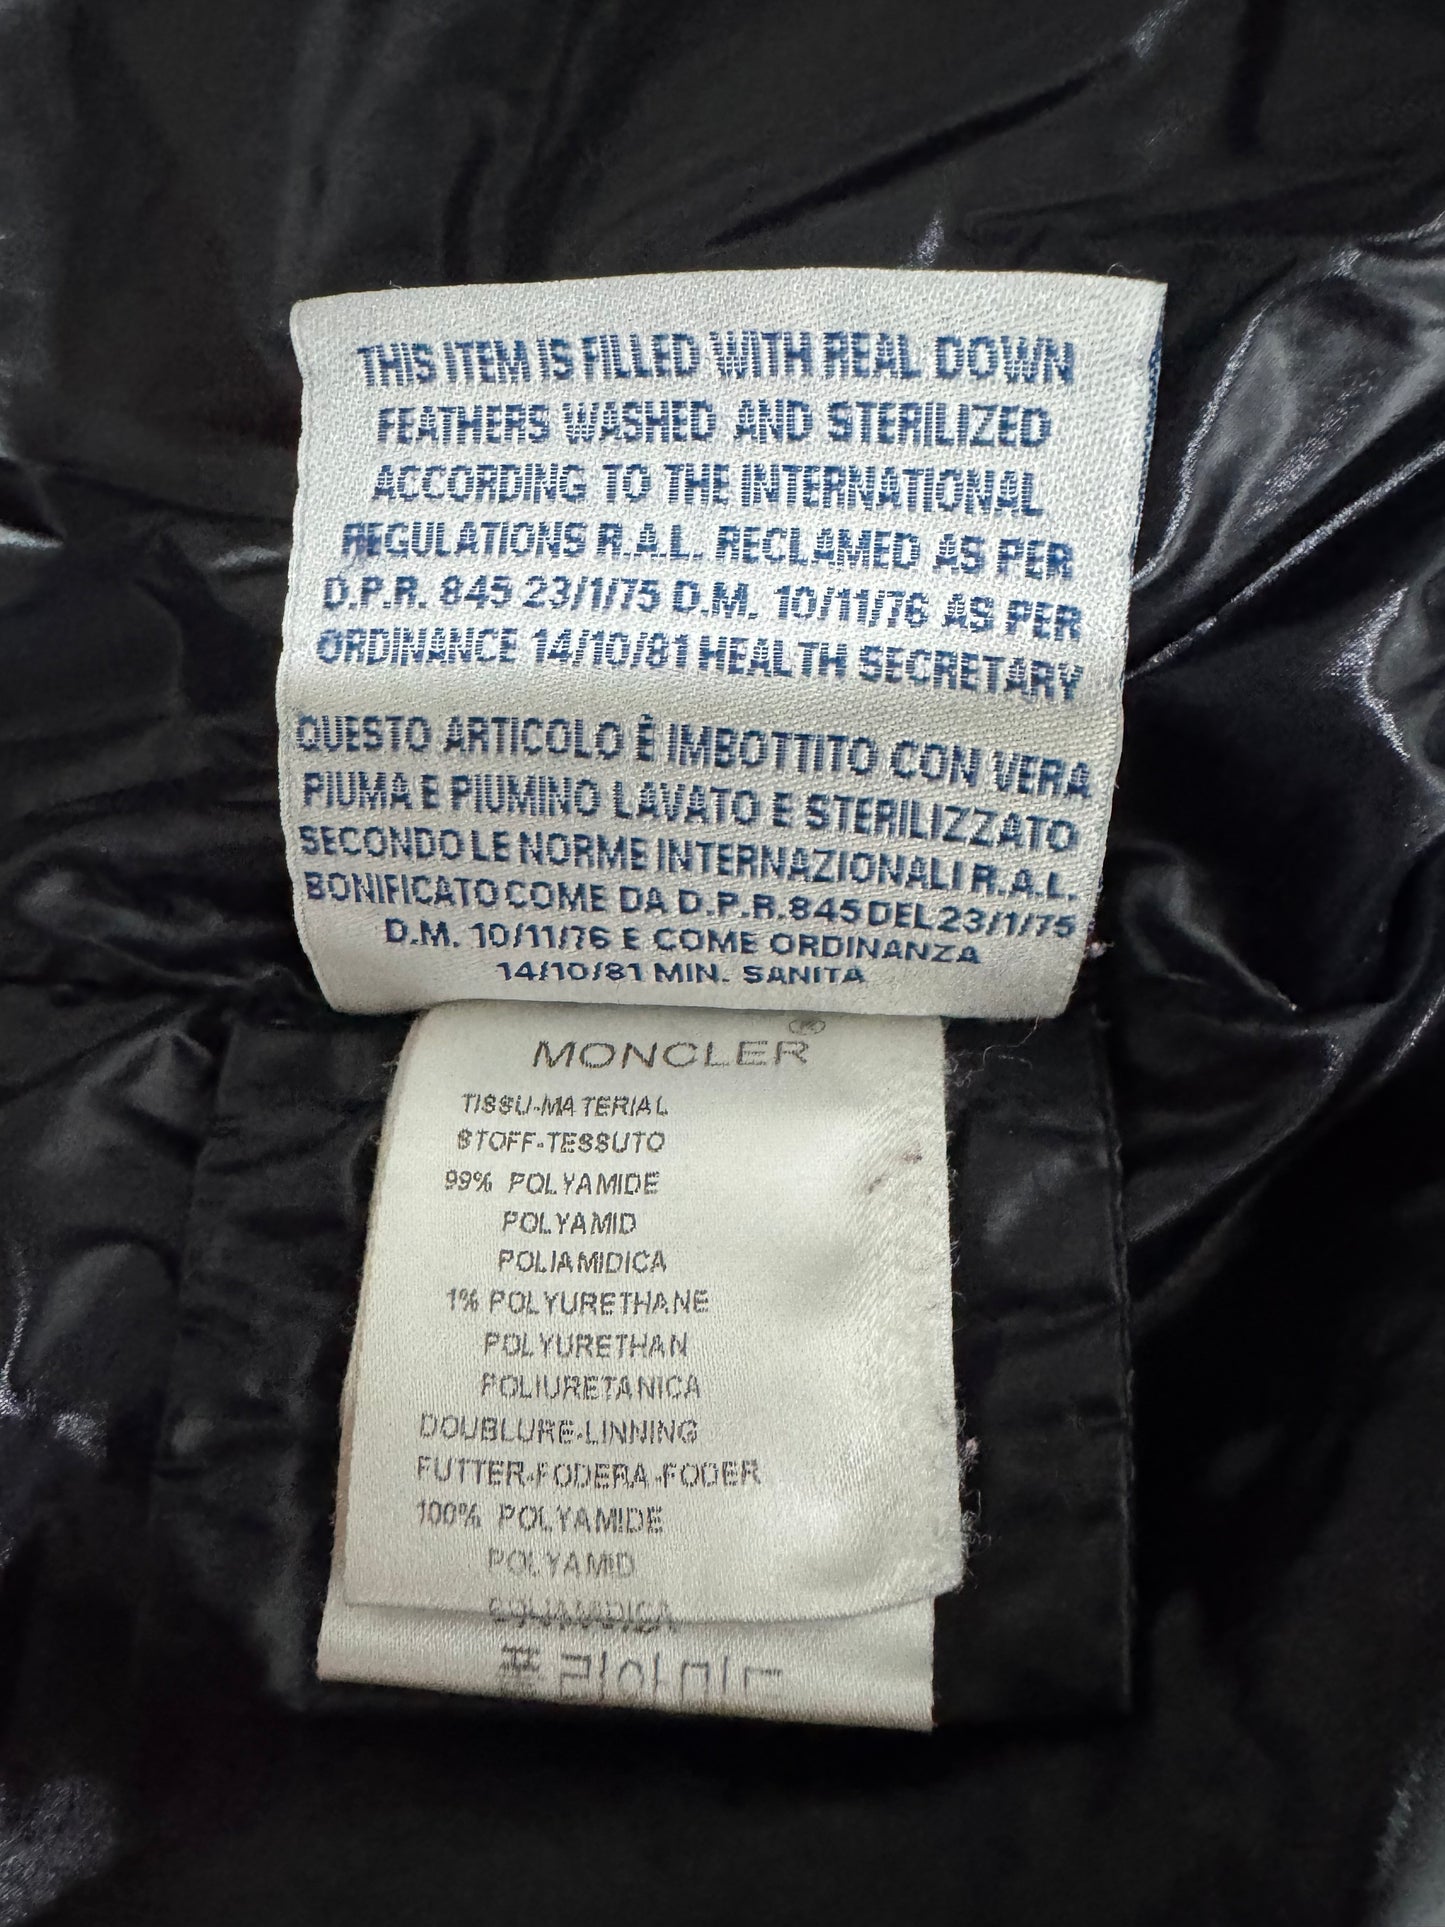 THIS ITEM IS FILLED WITH REAL DOWN
FEATHERS WASHED AND STERILIZED
ACCORDING TO THE INTERNATIONAL
REGULATIONS R.A.L. RECLAMED AS PER
D.P.R. 845 23/1/75 D.M. 10/11/76 AS PER
ORDINANCE 14/10/81 HEALTH SECRETARY
QUESTO ARTICOLO È IMBOTTITO CON VERA
PIUMA E PIUMINO LAVATO E STERILIZZATO
SECONDO LE NORME INTERNAZIONALI R.A.L.
BONIFICATO COME DA D.P.R. 845 DEL 23/1/75
D.M. 10/11/76 E COME ORDINANZA
14/10/81 MIN. SANITA
MONCLER
TISSU-MATERIAL
STOFF-TESSUTO
99% POLYAMIDE
POLYAMID
POLIAMIDICA
1% POLYURETHANE
POLYURETHAN
POLIURETANICA
DOUBLURE-LINNING
FUTTER-FODERA-FODER
100% POLYAMIDE
POLYAMID